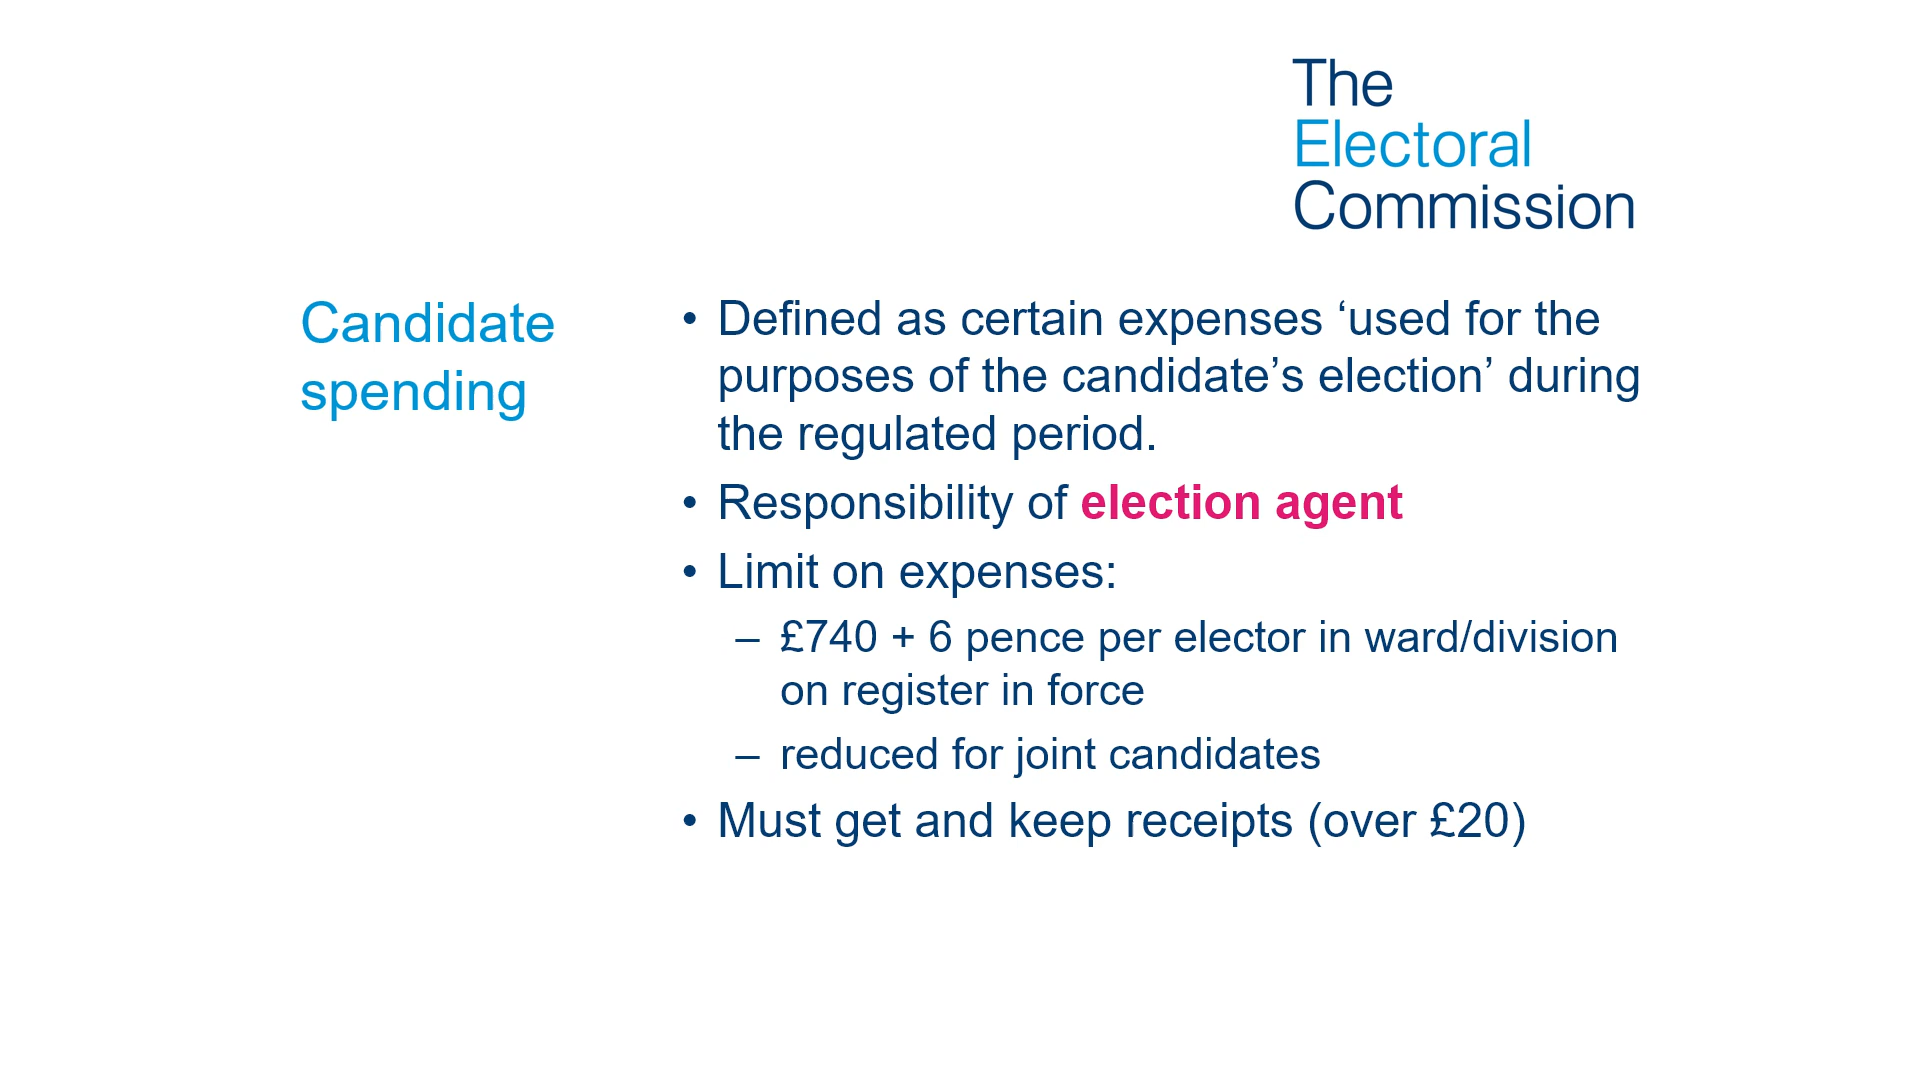 The
Electoral
Commission
Candidate
spending
• Defined as certain expenses ‘used for the
purposes of the candidate’s election’ during
the regulated period.
• Responsibility of election agent
• Limit on expenses:
– £740 + 6 pence per elector in ward/division
on register in force
– reduced for joint candidates
• Must get and keep receipts (over £20)